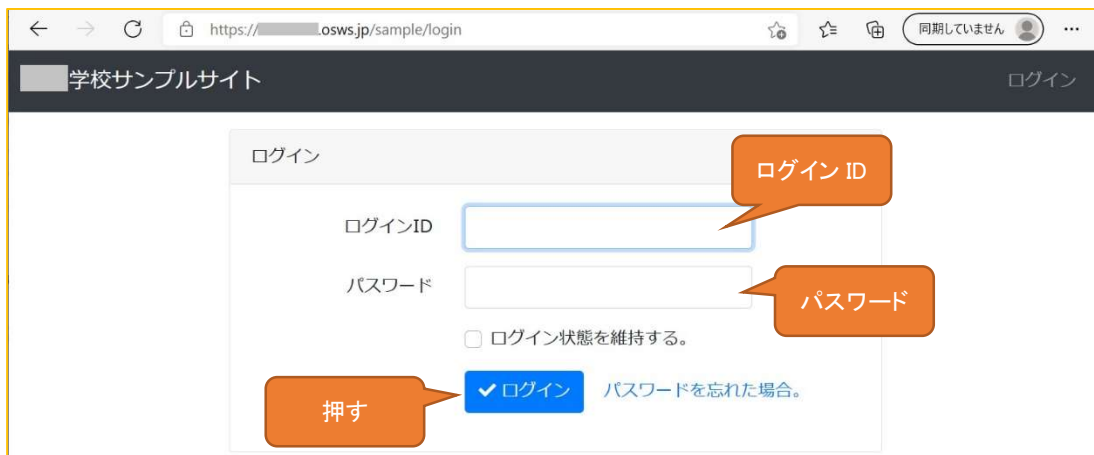 https:// .osws.jp/sample/login
同期していません
学校サンプルサイト
ログイン
ログイン
ログイン ID
ログインID
パスワード
パスワード
ログイン状態を維持する。
押す
ログイン
パスワードを忘れた場合。